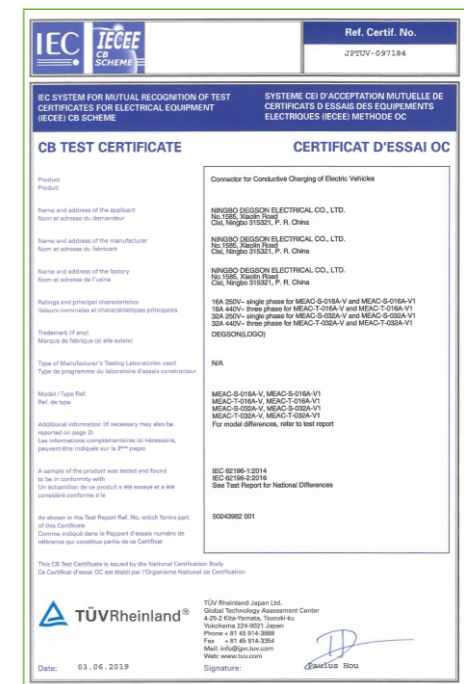 IEC
IECEE
CB
SCHEME
Ref. Certif. No.
JPTUV-097184
IEC SYSTEM FOR MUTUAL RECOGNITION OF TEST
CERTIFICATES FOR ELECTRICAL EQUIPMENT
(IECEE) CB SCHEME
SYSTEME CEI D'ACCEPTATION MUTUELLE DE
CERTIFICATS D ESSAIS DES EQUIPEMENTS
ELECTRIQUES (IECEE) METHODE OC
CB TEST CERTIFICATE
CERTIFICAT D'ESSAI OC
Product
Produit
Connector for Conductive Charging of Electric Vehicles
Name and address of the applicant
Nom et adresse du demandeur
NINGBO DEGSON ELECTRICAL CO., LTD.
No.1585, Xiaolin Road
Cixi, Ningbo 315321, P. R. China
Name and address of the manufacturer
Nom et adresse du fabricant
NINGBO DEGSON ELECTRICAL CO., LTD.
No.1585, Xiaolin Road
Cixi, Ningbo 315321, P. R. China
Name and address of the factory
Nom et adresse de l'usine
NINGBO DEGSON ELECTRICAL CO., LTD.
No.1585, Xiaolin Road
Cixi, Ningbo 315321, P. R. China
Ratings and principal characteristics
Valeurs nominales et charactéristiques principales
16A 250V~ single phase for MEAC-S-016A-V and MEAC-S-016A-V1
16A 440V~ three phase for MEAC-T-016A-V and MEAC-T-016A-V1
32A 250V~ single phase for MEAC-S-032A-V and MEAC-S-032A-V1
32A 440V~ three phase for MEAC-T-032A-V and MEAC-T-032A-V1
Trademark (if any)
Marque de fabrique (si elle existe)
DEGSON(LOGO)
Type of Manufacturer's Testing Laboratories used
Type de programme du laboratoire d'essais constructeur
N/A
Model / Type Ref.
Ref. de type
MEAC-S-016A-V, MEAC-S-016A-V1
MEAC-T-016A-V, MEAC-T-016A-V1
MEAC-S-032A-V, MEAC-S-032A-V1
MEAC-T-032A-V, MEAC-T-032A-V1
Additional information (if necessary may also be
reported on page 2)
Les informations complémentaires (si nécessaire,
peuvent être indiqués sur la 2ème page)
For model differences, refer to test report
A sample of the product was tested and found
to be in conformity with
Un échantillon de ce produit a été essayé et a été
considéré conforme à la
IEC 62196-1:2014
IEC 62196-2:2016
See Test Report for National Differences
As shown in the Test Report Ref. No. which forms part
of this Certificate
Comme indiqué dans le Rapport d'essais numéro de
référence qui constitue partie de ce Certificat
50243982 001
This CB Test Certificate is issued by the National Certification Body
Ce Certificat d'essai OC est établi par l'Organisme National de Certification
TÜVRheinland®
TÜV Rheinland Japan Ltd.
Global Technology Assessment Center
4-25-2 Kita-Yamata, Tsuzuki-ku
Yokohama 224-0021 Japan
Phone + 81 45 914-3888
Fax + 81 45 914-3354
Mail: info@jpn.tuv.com
Web: www.tuv.com
Date: 03.06.2019
Signature:
Paulus Hou